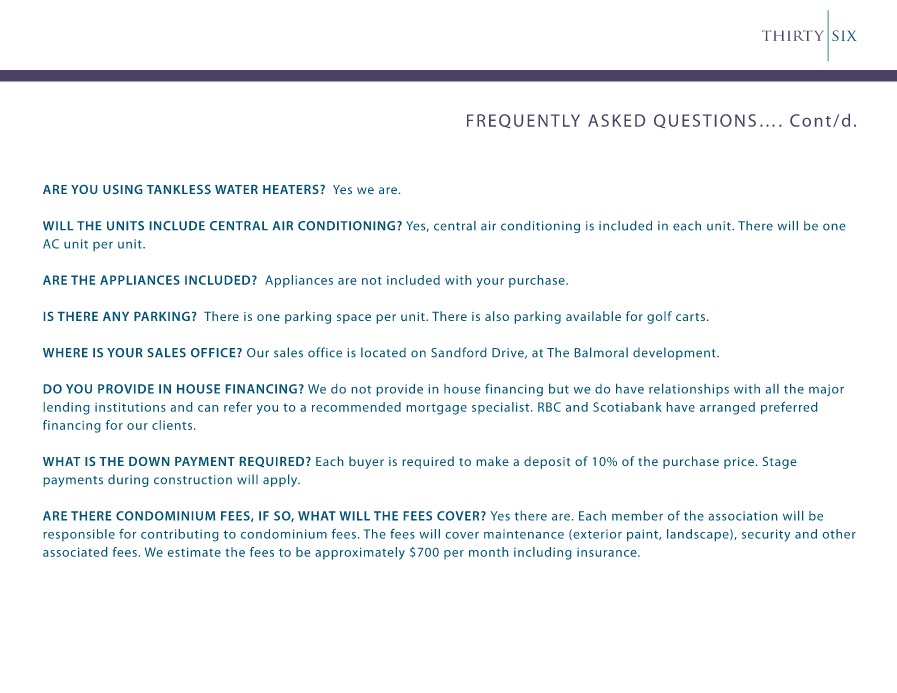 THIRTY SIX
FREQUENTLY ASKED QUESTIONS.... Cont/d.
ARE YOU USING TANKLESS WATER HEATERS? Yes we are.
WILL THE UNITS INCLUDE CENTRAL AIR CONDITIONING? Yes, central air conditioning is included in each unit. There will be one
AC unit per unit.
ARE THE APPLIANCES INCLUDED? Appliances are not included with your purchase.
IS THERE ANY PARKING? There is one parking space per unit. There is also parking available for golf carts.
WHERE IS YOUR SALES OFFICE? Our sales office is located on Sandford Drive, at The Balmoral development.
DO YOU PROVIDE IN HOUSE FINANCING? We do not provide in house financing but we do have relationships with all the major
lending institutions and can refer you to a recommended mortgage specialist. RBC and Scotiabank have arranged preferred
financing for our clients.
WHAT IS THE DOWN PAYMENT REQUIRED? Each buyer is required to make a deposit of 10% of the purchase price. Stage
payments during construction will apply.
ARE THERE CONDOMINIUM FEES, IF SO, WHAT WILL THE FEES COVER? Yes there are. Each member of the association will be
responsible for contributing to condominium fees. The fees will cover maintenance (exterior paint, landscape), security and other
associated fees. We estimate the fees to be approximately $700 per month including insurance.